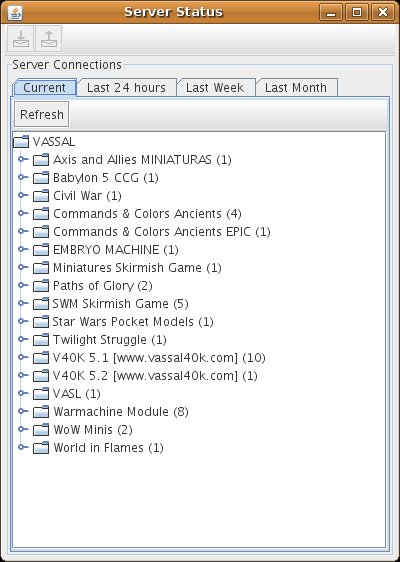 Server Status
Server Connections
Current Last 24 hours Last Week Last Month
Refresh
VASSAL
Axis and Allies MINIATURAS (1)
Babylon 5 CCG (1)
Civil War (1)
Commands & Colors Ancients (4)
Commands & Colors Ancients EPIC (1)
EMBRYO MACHINE (1)
Miniatures Skirmish Game (1)
Paths of Glory (2)
SWM Skirmish Game (5)
Star Wars Pocket Models (1)
Twilight Struggle (1)
V40K 5.1 [www.vassal40k.com] (10)
V40K 5.2 [www.vassal40k.com] (1)
VASL (1)
Warmachine Module (8)
WoW Minis (2)
World in Flames (1)